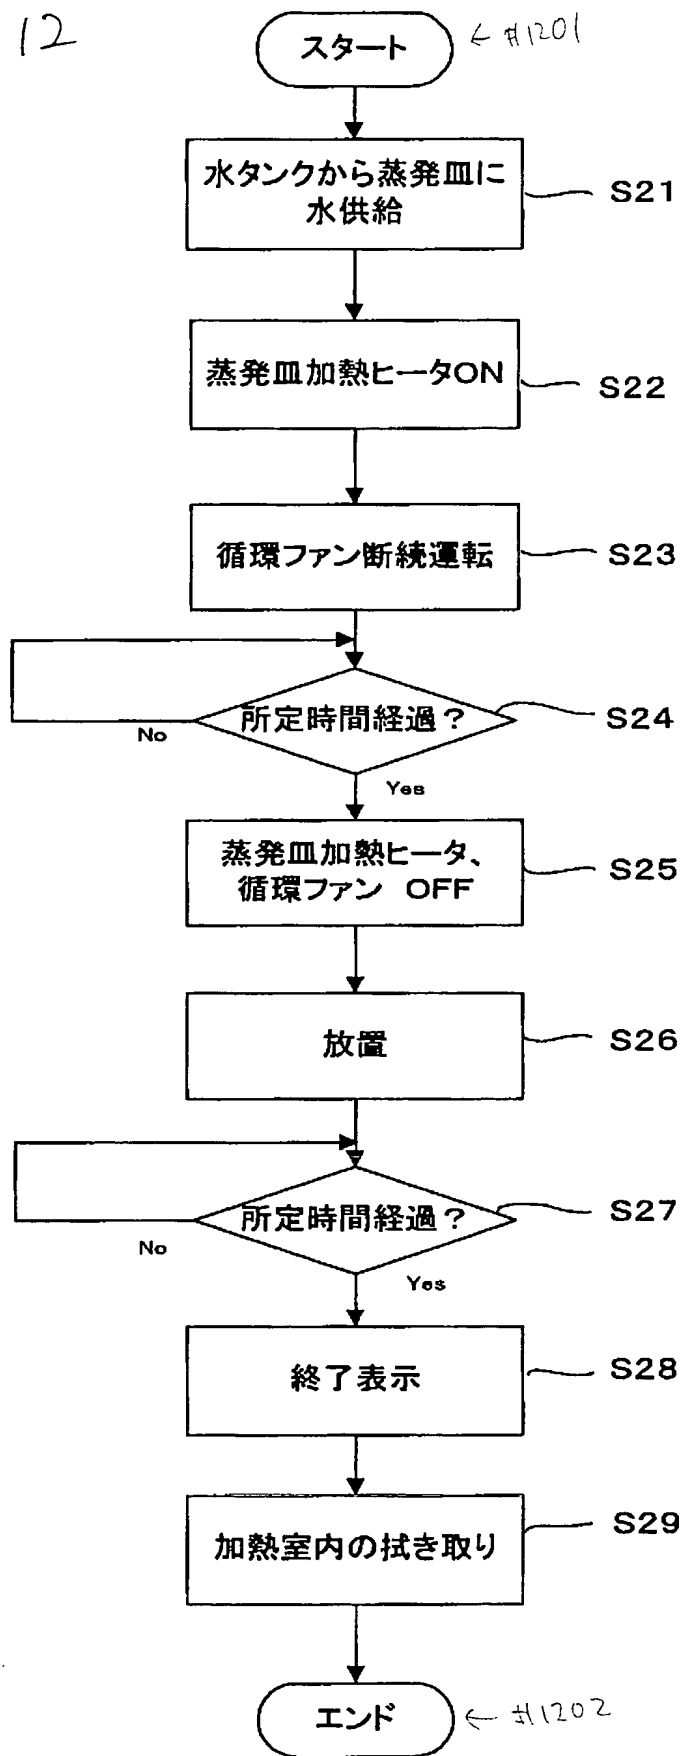 12
スタート
← #1201
水タンクから蒸発皿に
水供給
S21
蒸発皿加熱ヒータON
S22
循環ファン断続運転
S23
所定時間経過？
S24
No
Yes
蒸発皿加熱ヒータ、
循環ファン OFF
S25
放置
S26
所定時間経過？
S27
No
Yes
終了表示
S28
加熱室内の拭き取り
S29
エンド
← #1202